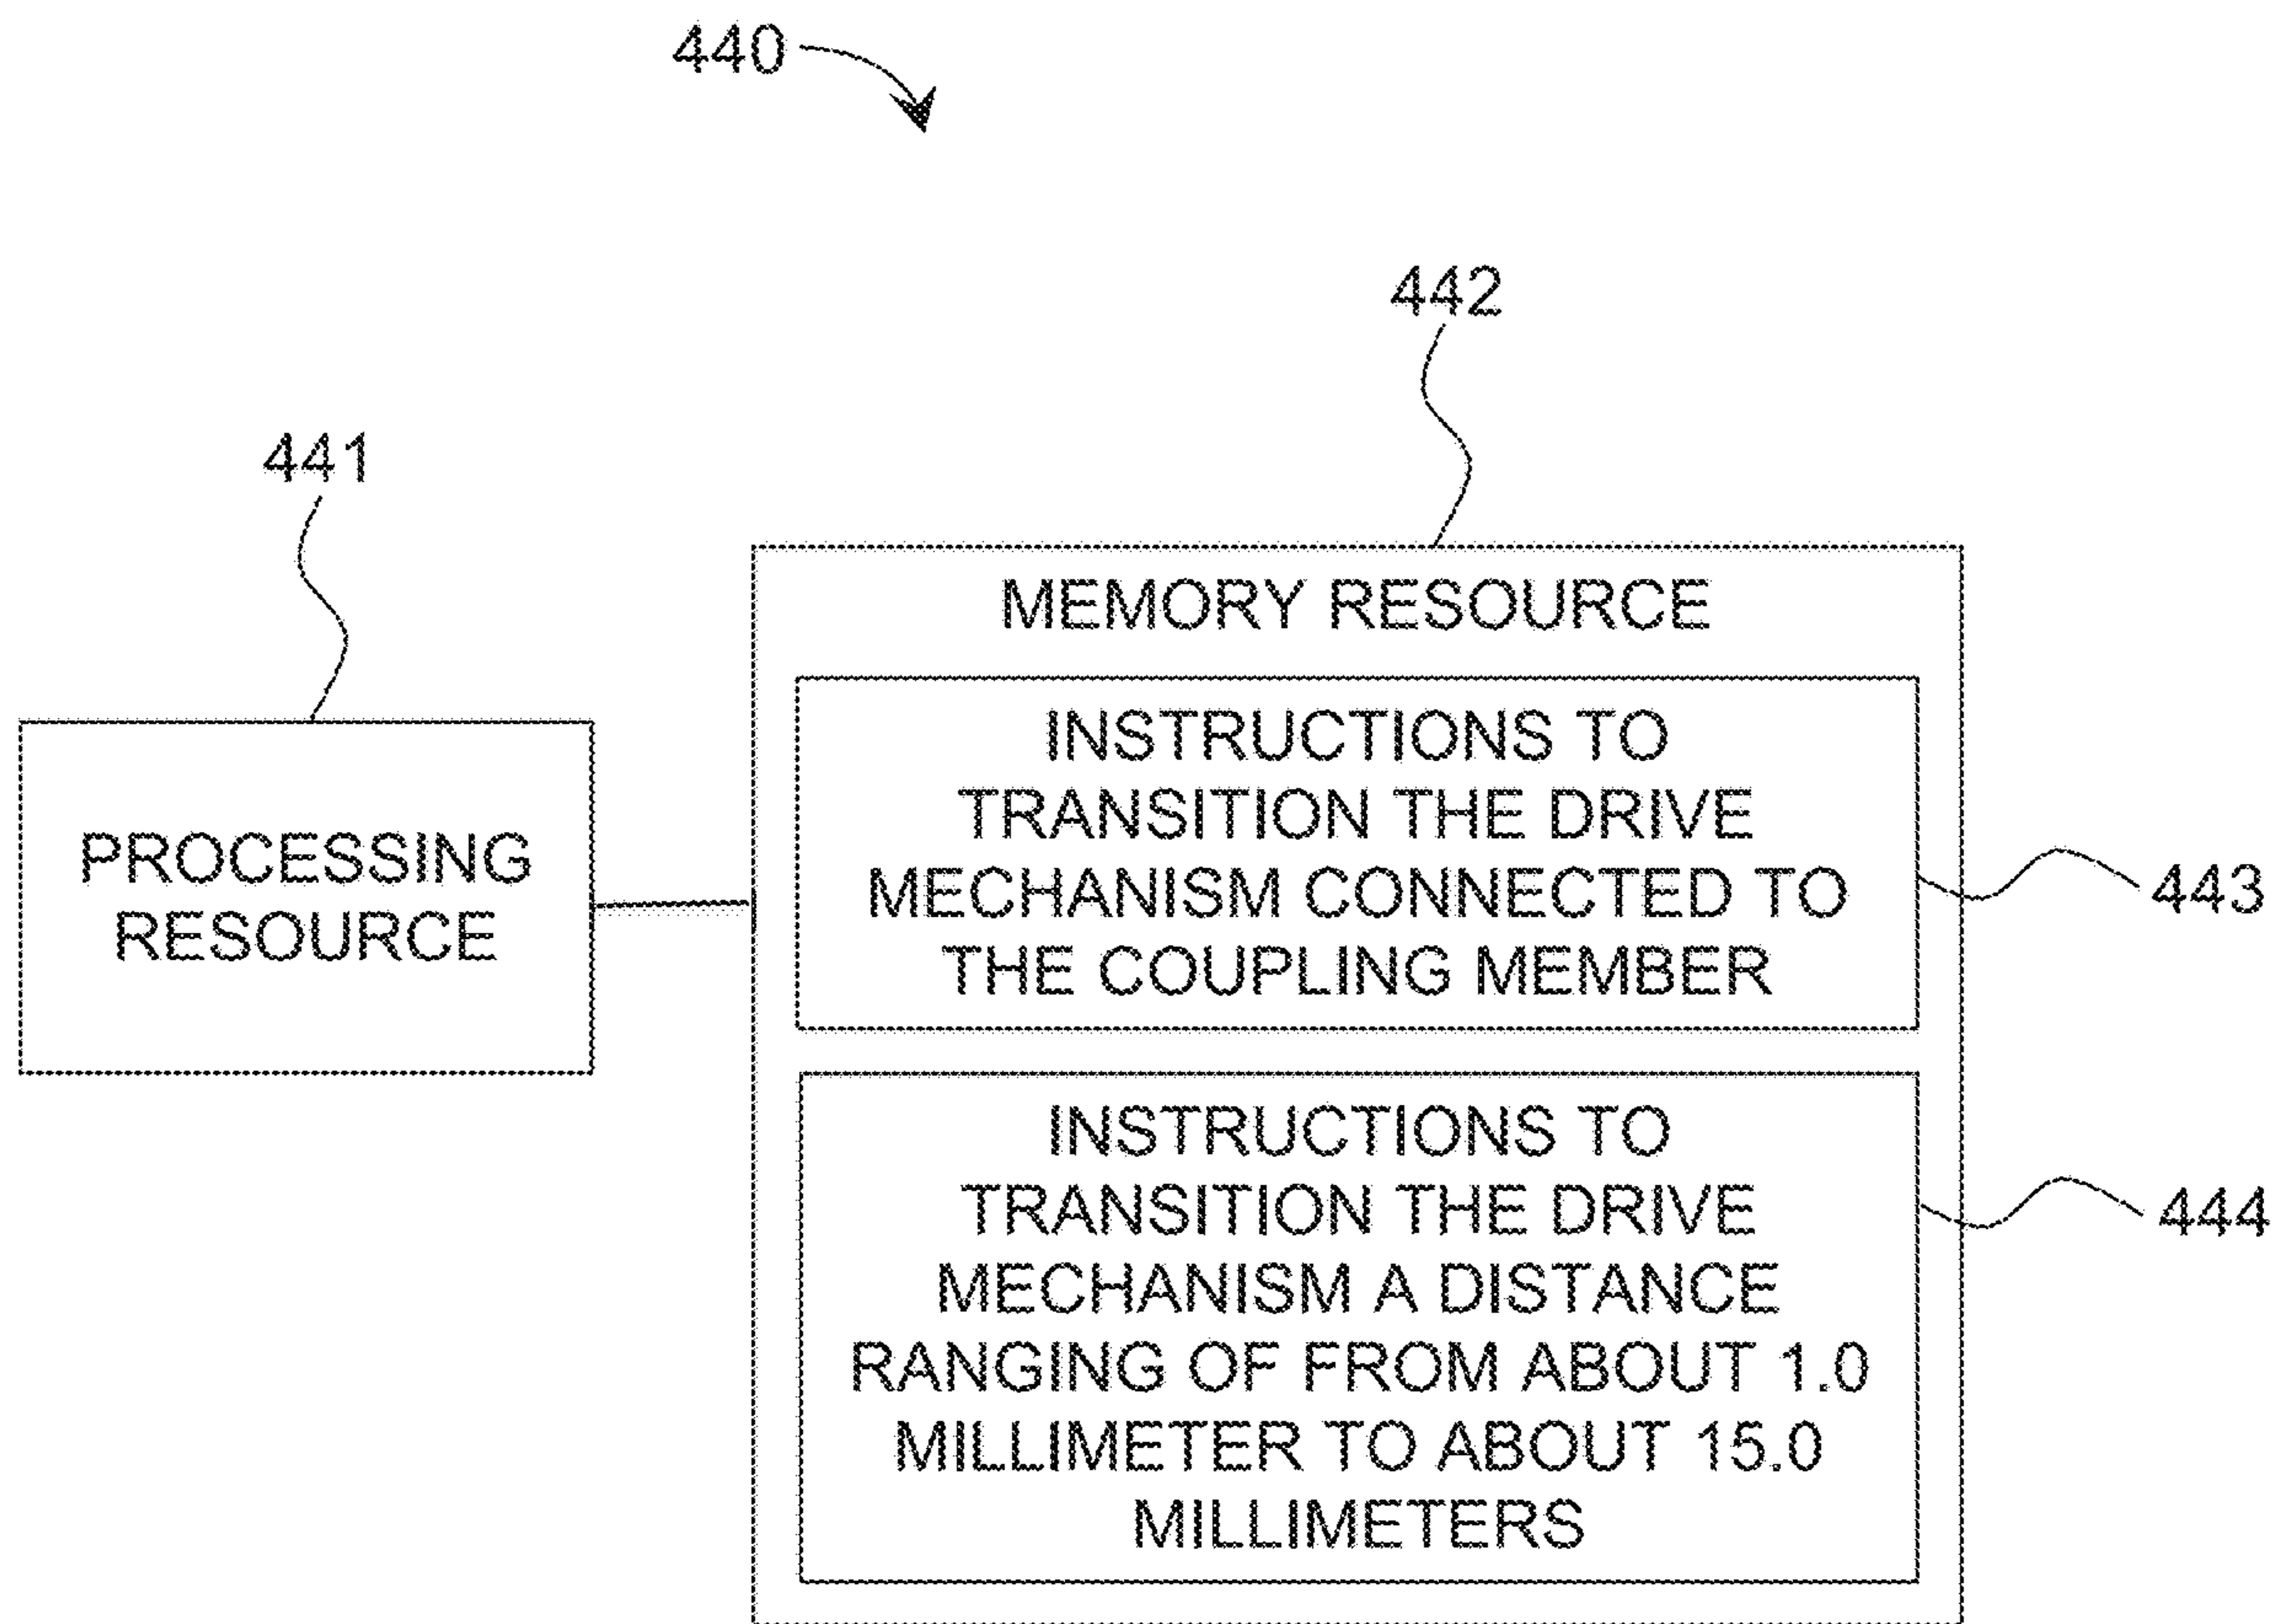 440
442
441
MEMORY RESOURCE
INSTRUCTIONS TO
TRANSITION THE DRIVE
MECHANISM CONNECTED TO
THE COUPLING MEMBER
PROCESSING
RESOURCE
443
INSTRUCTIONS TO
TRANSITION THE DRIVE
MECHANISM A DISTANCE
RANGING OF FROM ABOUT 1.0
MILLIMETER TO ABOUT 15.0
MILLIMETERS
444